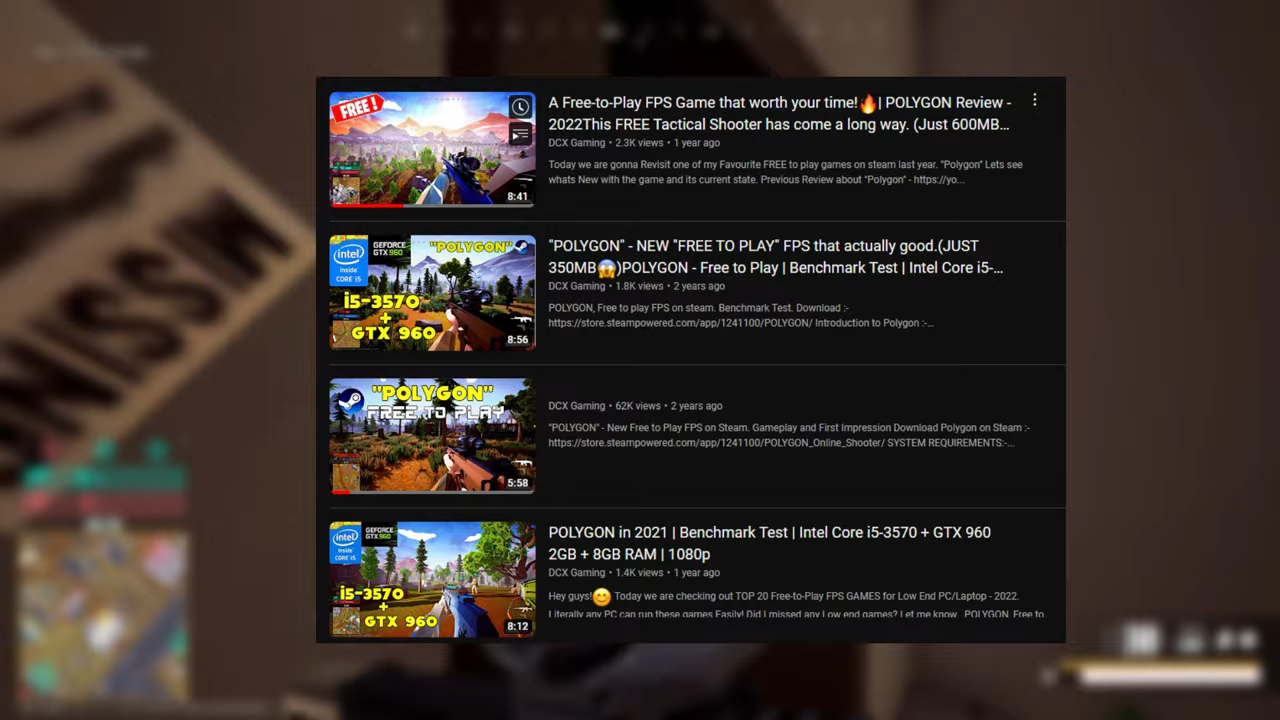 FREE !
8:41
A Free-to-Play FPS Game that worth your time!🔥| POLYGON Review -
2022This FREE Tactical Shooter has come a long way. (Just 600MB...
DCX Gaming • 2.3K views • 1 year ago
Today we are gonna Revisit one of my Favourite FREE to play games on steam last year. "Polygon" Lets see
whats New with the game and its current state. Previous Review about "Polygon" - https://yo...
intel
inside
CORE i5
GEFORCE
GTX 960
"POLYGON"
i5-3570
+
GTX 960
8:56
"POLYGON" - NEW "FREE TO PLAY" FPS that actually good.(JUST
350MB😱)POLYGON - Free to Play | Benchmark Test | Intel Core i5-...
DCX Gaming • 1.8K views • 2 years ago
POLYGON, Free to play FPS on steam. Benchmark Test. Download :-
https://store.steampowered.com/app/1241100/POLYGON/ Introduction to Polygon :-...
"POLYGON"
FREE TO PLAY
5:58
DCX Gaming • 62K views • 2 years ago
"POLYGON" - New Free to Play FPS on Steam. Gameplay and First Impression Download Polygon on Steam :-
https://store.steampowered.com/app/1241100/POLYGON_Online_Shooter/ SYSTEM REQUIREMENTS:-...
intel
inside
CORE i5
GEFORCE
GTX 960
i5-3570
+
GTX 960
8:12
POLYGON in 2021 | Benchmark Test | Intel Core i5-3570 + GTX 960
2GB + 8GB RAM | 1080p
DCX Gaming • 1.4K views • 1 year ago
Hey guys!😊 Today we are checking out TOP 20 Free-to-Play FPS GAMES for Low End PC/Laptop - 2022.
Literally any PC can run these games Easily! Did I missed any Low end games? Let me know. POLYGON, Free to